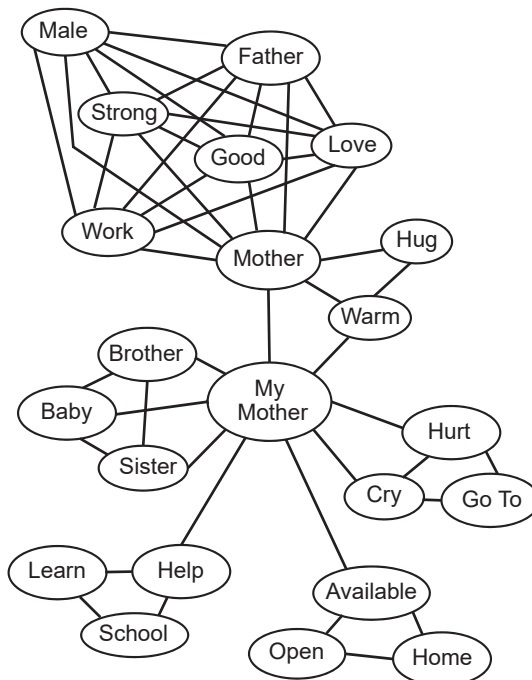 Male
Father
Strong
Good
Love
Work
Mother
Hug
Warm
Brother
My
Mother
Baby
Sister
Hurt
Cry
Go To
Learn
Help
School
Available
Open
Home